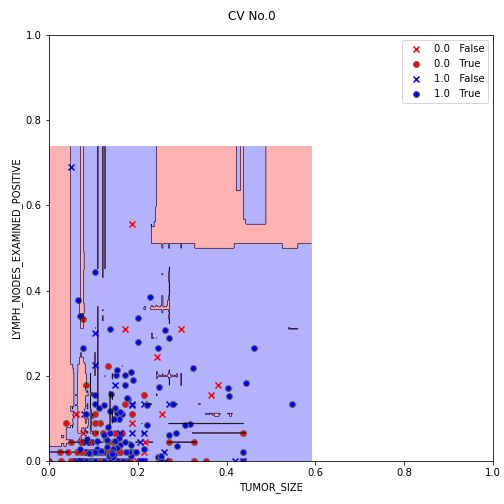 CV No.0
1.0
0.8
0.6
0.4
0.2
0.0
LYMPH_NODES_EXAMINED_POSITIVE
0.0 False
0.0 True
1.0 False
1.0 True
0.0 0.2 0.4 0.6 0.8 1.0
TUMOR_SIZE